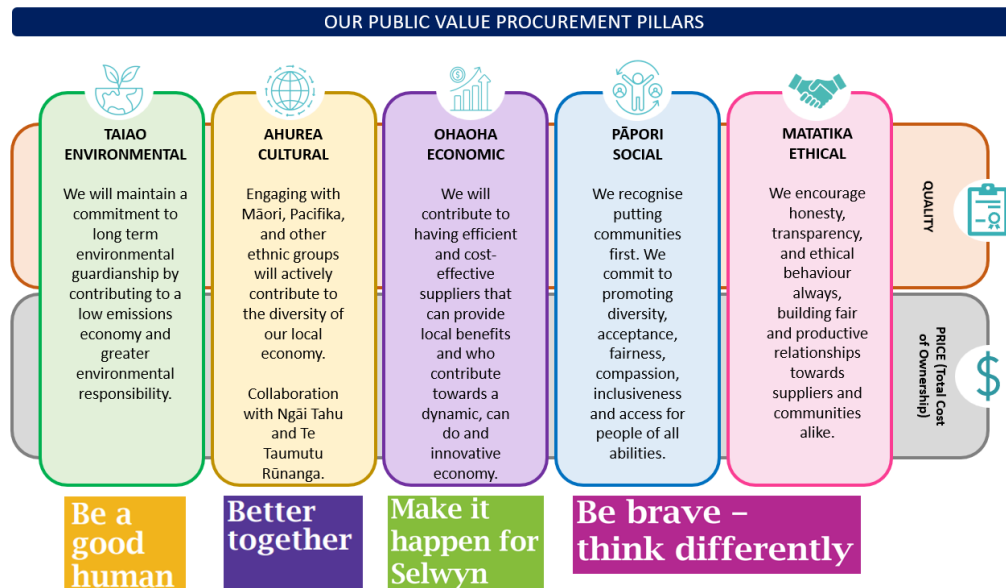 OUR PUBLIC VALUE PROCUREMENT PILLARS
TAIAO
ENVIRONMENTAL
We will maintain a
commitment to
long term
environmental
guardianship by
contributing to a
low emissions
economy and
greater
environmental
responsibility.
AHUREA
CULTURAL
Engaging with
Māori, Pacifika,
and other
ethnic groups
will actively
contribute to
the diversity of
our local
economy.
Collaboration
with Ngāi Tahu
and Te
Taumutu
Rūnanga.
OHAOHA
ECONOMIC
We will
contribute to
having efficient
and cost-
effective
suppliers that
can provide
local benefits
and who
contribute
towards a
dynamic, can
do and
innovative
economy.
PĀPORI
SOCIAL
We recognise
putting
communities
first. We
commit to
promoting
diversity,
acceptance,
fairness,
compassion,
inclusiveness
and access for
people of all
abilities.
MATATIKA
ETHICAL
We encourage
honesty,
transparency,
and ethical
behaviour
always,
building fair
and productive
relationships
towards
suppliers and
communities
alike.
QUALITY
PRICE (Total Cost
of Ownership)
$
Be a
good
human
Better
together
Make it
happen for
Selwyn
Be brave –
think differently